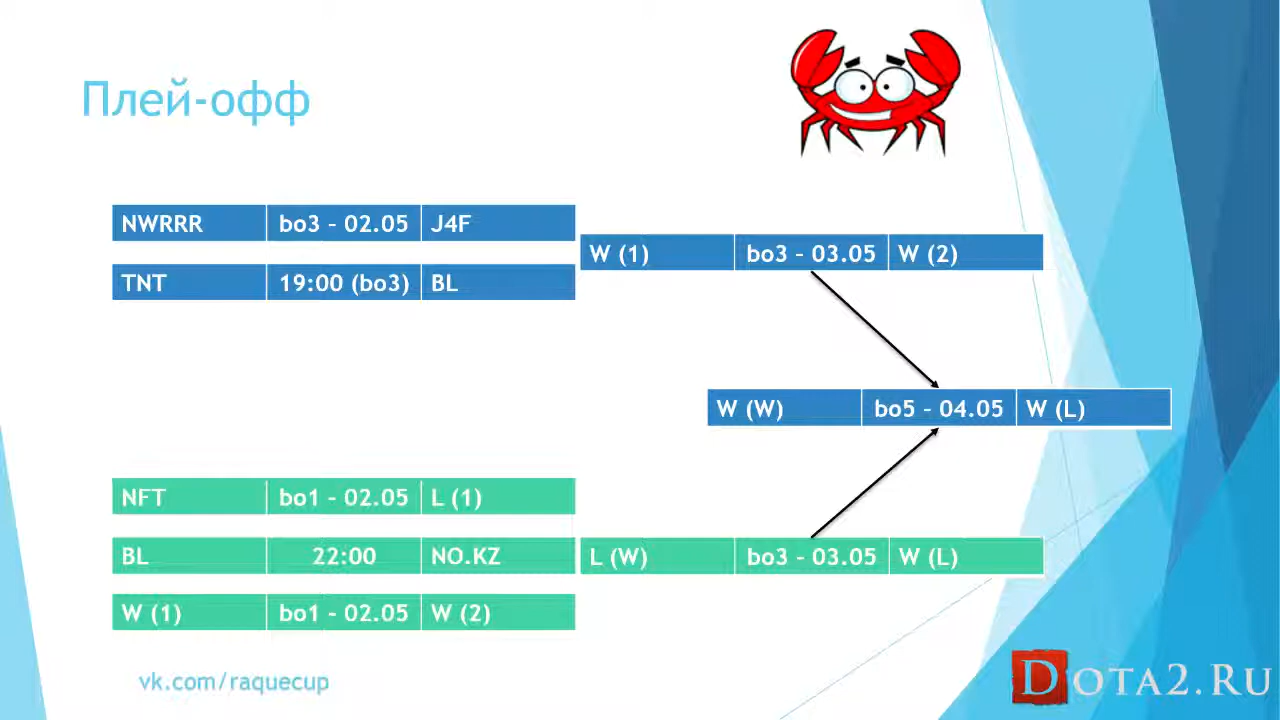 Плей-офф
NWRRR bo3 – 02.05 J4F
W (1) bo3 – 03.05 W (2)
TNT 19:00 (bo3) BL
W (W) bo5 – 04.05 W (L)
NFT bo1 – 02.05 L (1)
BL 22:00 NO.KZ
L (W) bo3 – 03.05 W (L)
W (1) bo1 – 02.05 W (2)
vk.com/raquecup
DOTA2.RU